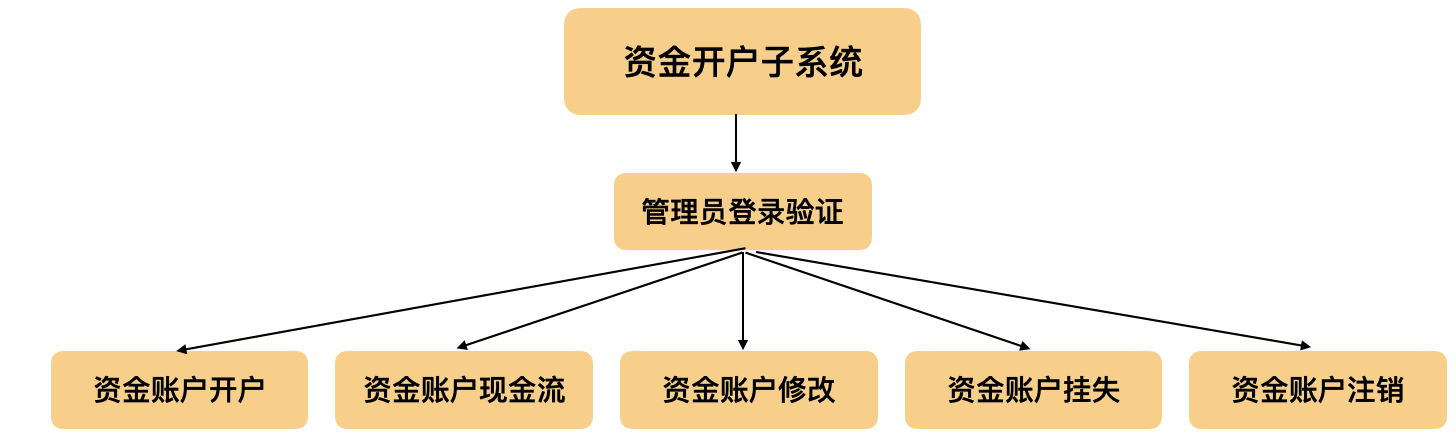 资金开户子系统
管理员登录验证
资金账户开户
资金账户现金流
资金账户修改
资金账户挂失
资金账户注销